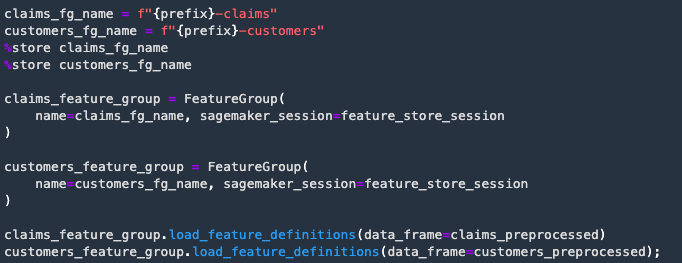 claims_fg_name = f"{prefix}-claims"
customers_fg_name = f"{prefix}-customers"
%store claims_fg_name
%store customers_fg_name

claims_feature_group = FeatureGroup(
    name=claims_fg_name, sagemaker_session=feature_store_session
)

customers_feature_group = FeatureGroup(
    name=customers_fg_name, sagemaker_session=feature_store_session
)

claims_feature_group.load_feature_definitions(data_frame=claims_preprocessed)
customers_feature_group.load_feature_definitions(data_frame=customers_preprocessed);